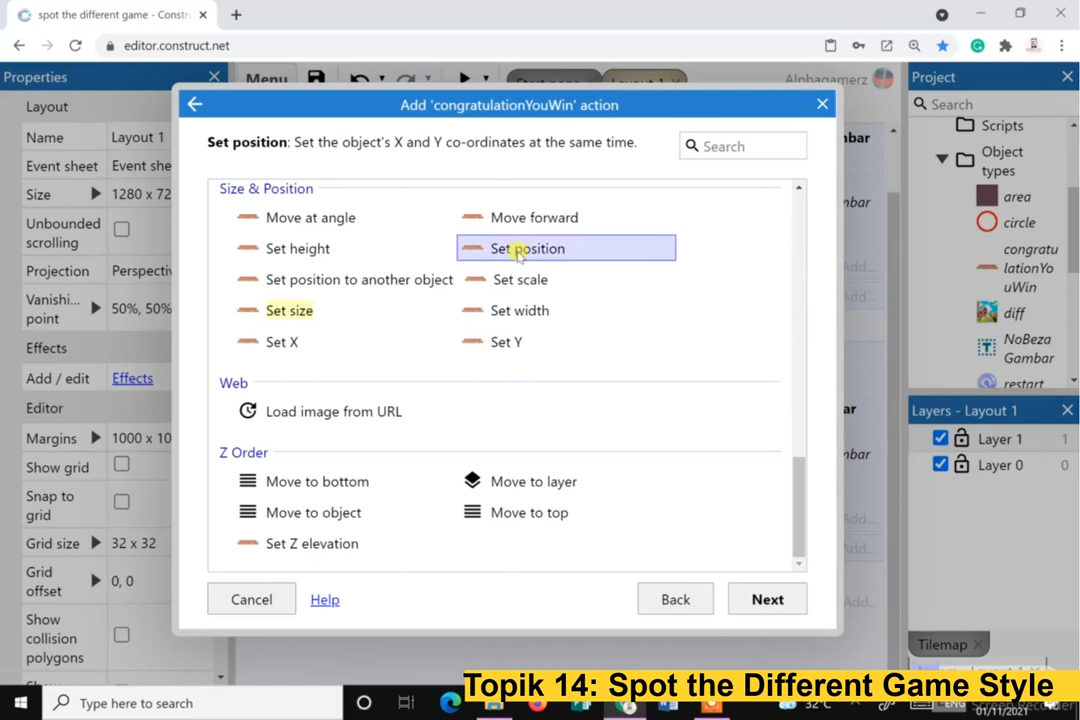 spot the different game - Constr
editor.construct.net
Properties
Menu
Alphagamerz
Project
Layout
Name
Layout 1
Event sheet
Event she
Size
1280 x 72
Unbounded
scrolling
Projection
Perspectiv
Vanishi...
point
50%, 50%
Effects
Add / edit
Effects
Editor
Margins
1000 x 10
Show grid
Snap to
grid
Grid size
32 x 32
Grid
offset
0, 0
Show
collision
polygons
Add 'congratulationYouWin' action
Set position: Set the object's X and Y co-ordinates at the same time.
Search
Size & Position
Move at angle
Move forward
Set height
Set position
Set position to another object
Set scale
Set size
Set width
Set X
Set Y
Web
Load image from URL
Z Order
Move to bottom
Move to layer
Move to object
Move to top
Set Z elevation
Cancel
Help
Back
Next
Search
Scripts
Object
types
area
circle
congratu
lationYo
uWin
diff
NoBeza
Gambar
restart
Layers - Layout 1
Layer 1
1
Layer 0
0
Tilemap
Type here to search
Topik 14: Spot the Different Game Style
32°C
ENG
01/11/2021